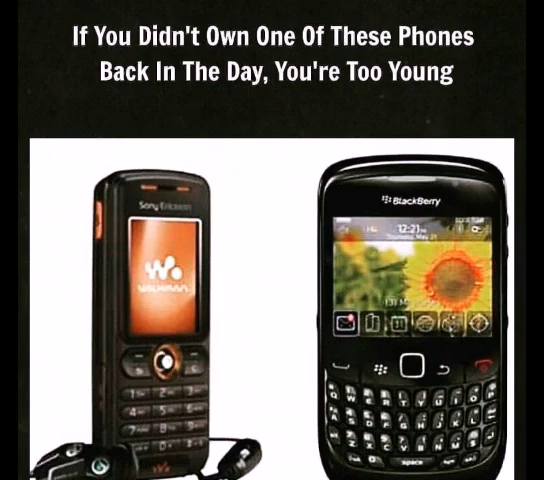 If You Didn't Own One Of These Phones
Back In The Day, You're Too Young
Sony Ericsson
WALKMAN
BlackBerry
12:21
space